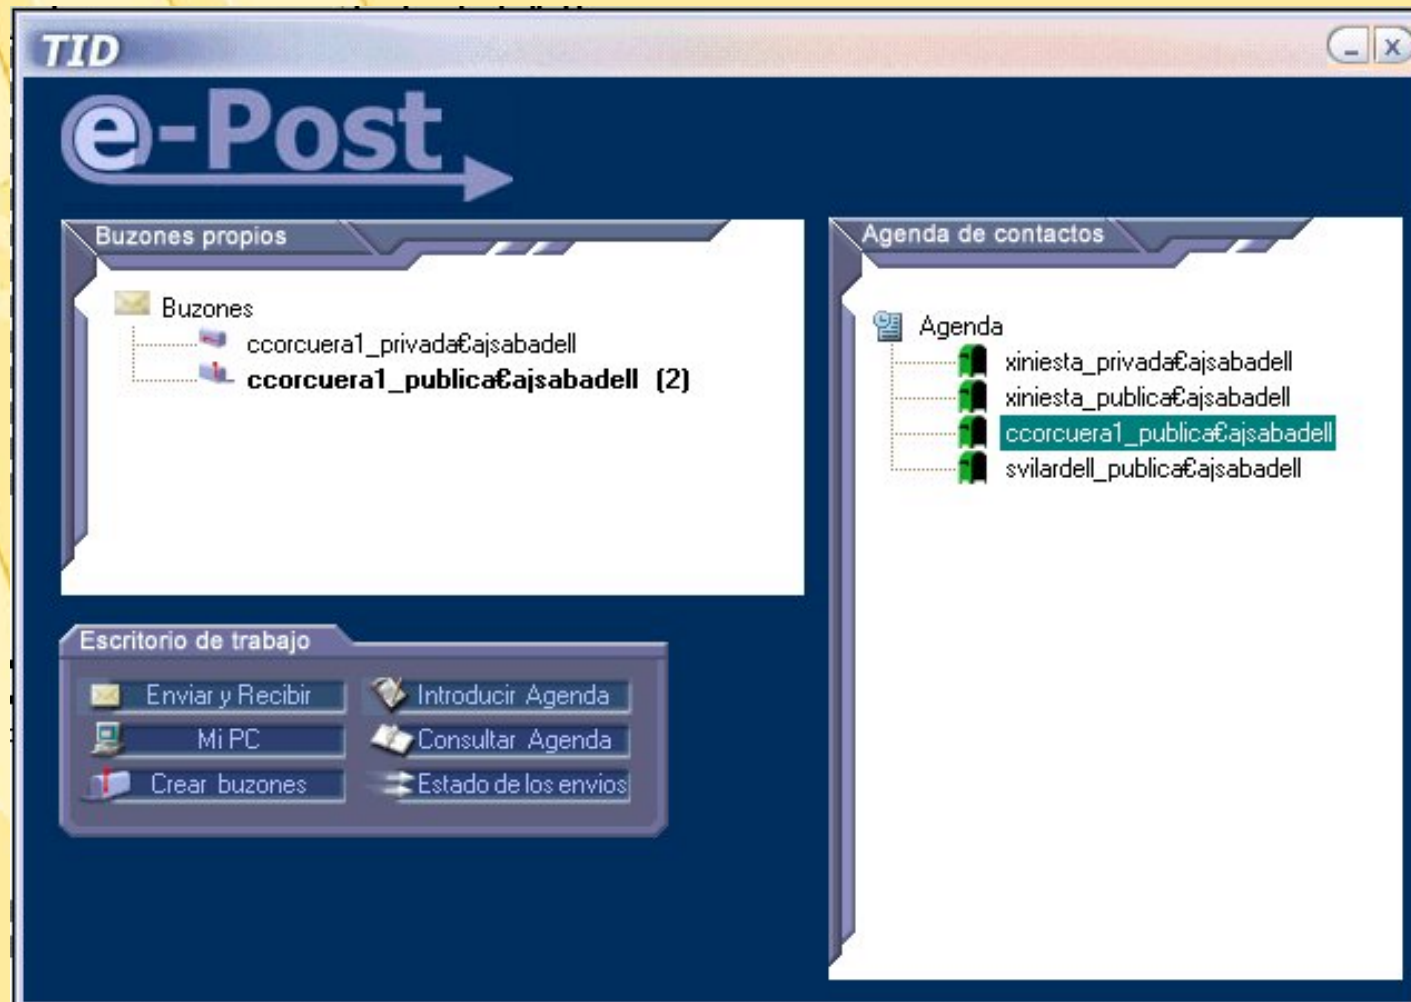 TID
e-Post
Buzones propios
Buzones
ccorcuera1_privada€ajsabadell
ccorcuera1_publica€ajsabadell (2)
Agenda de contactos
Agenda
xiniesta_privada€ajsabadell
xiniesta_publica€ajsabadell
ccorcuera1_publica€ajsabadell
svilardell_publica€ajsabadell
Escritorio de trabajo
Enviar y Recibir
Introducir Agenda
Mi PC
Consultar Agenda
Crear buzones
Estado de los envios